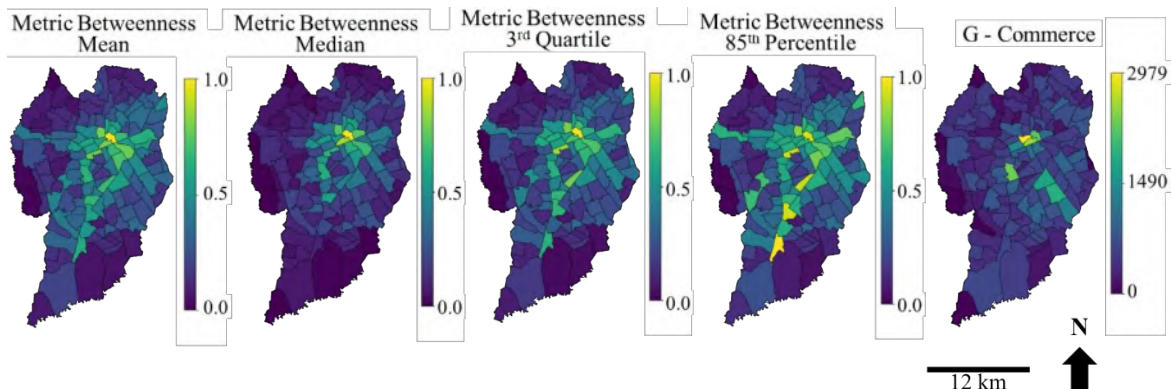 Metric Betweenness
Mean
1.0
0.5
0.0
Metric Betweenness
Median
1.0
0.5
0.0
Metric Betweenness
3rd Quartile
1.0
0.5
0.0
Metric Betweenness
85th Percentile
1.0
0.5
0.0
G - Commerce
2979
1490
0
N
12 km